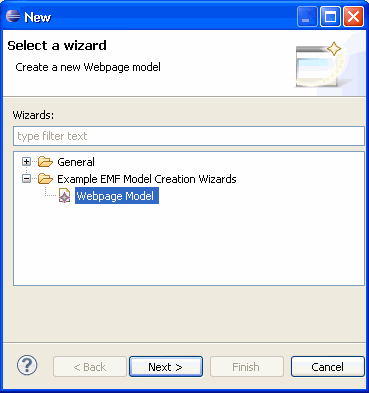 New
Select a wizard
Create a new Webpage model
Wizards:
type filter text
General
Example EMF Model Creation Wizards
Webpage Model
< Back
Next >
Finish
Cancel